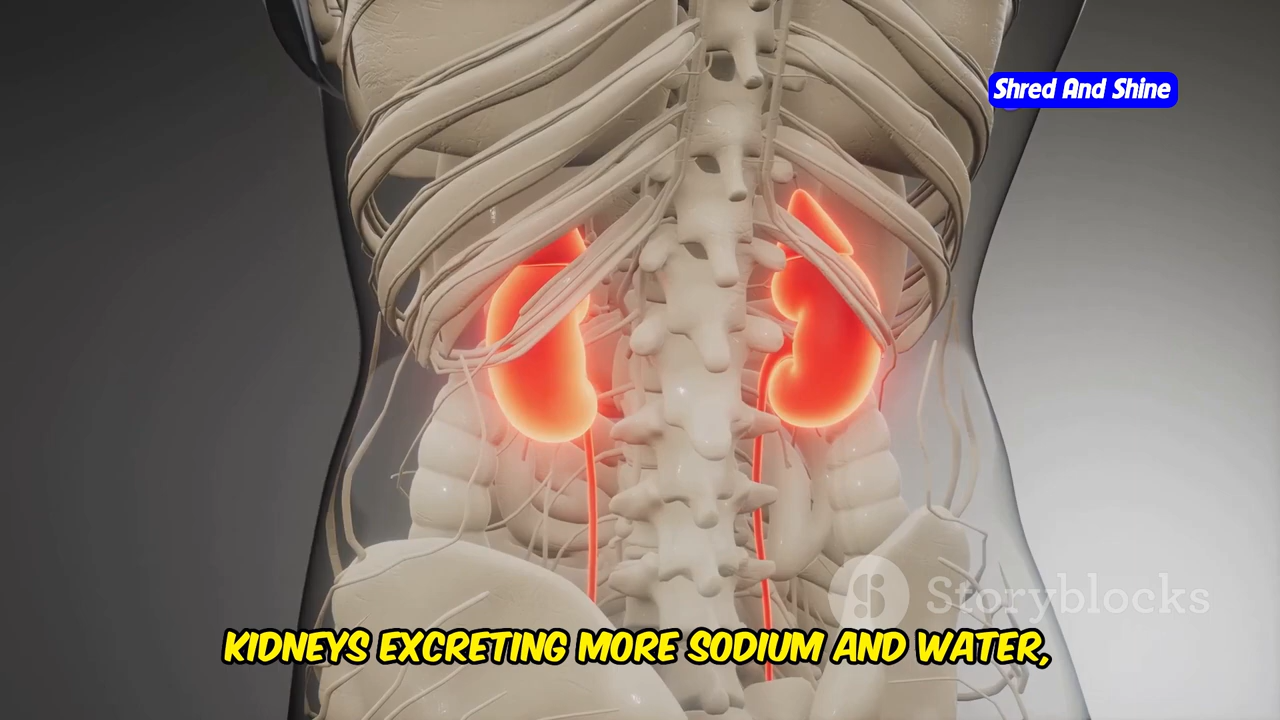 Shred And Shine
Storyblocks
KIDNEYS EXCRETING MORE SODIUM AND WATER,